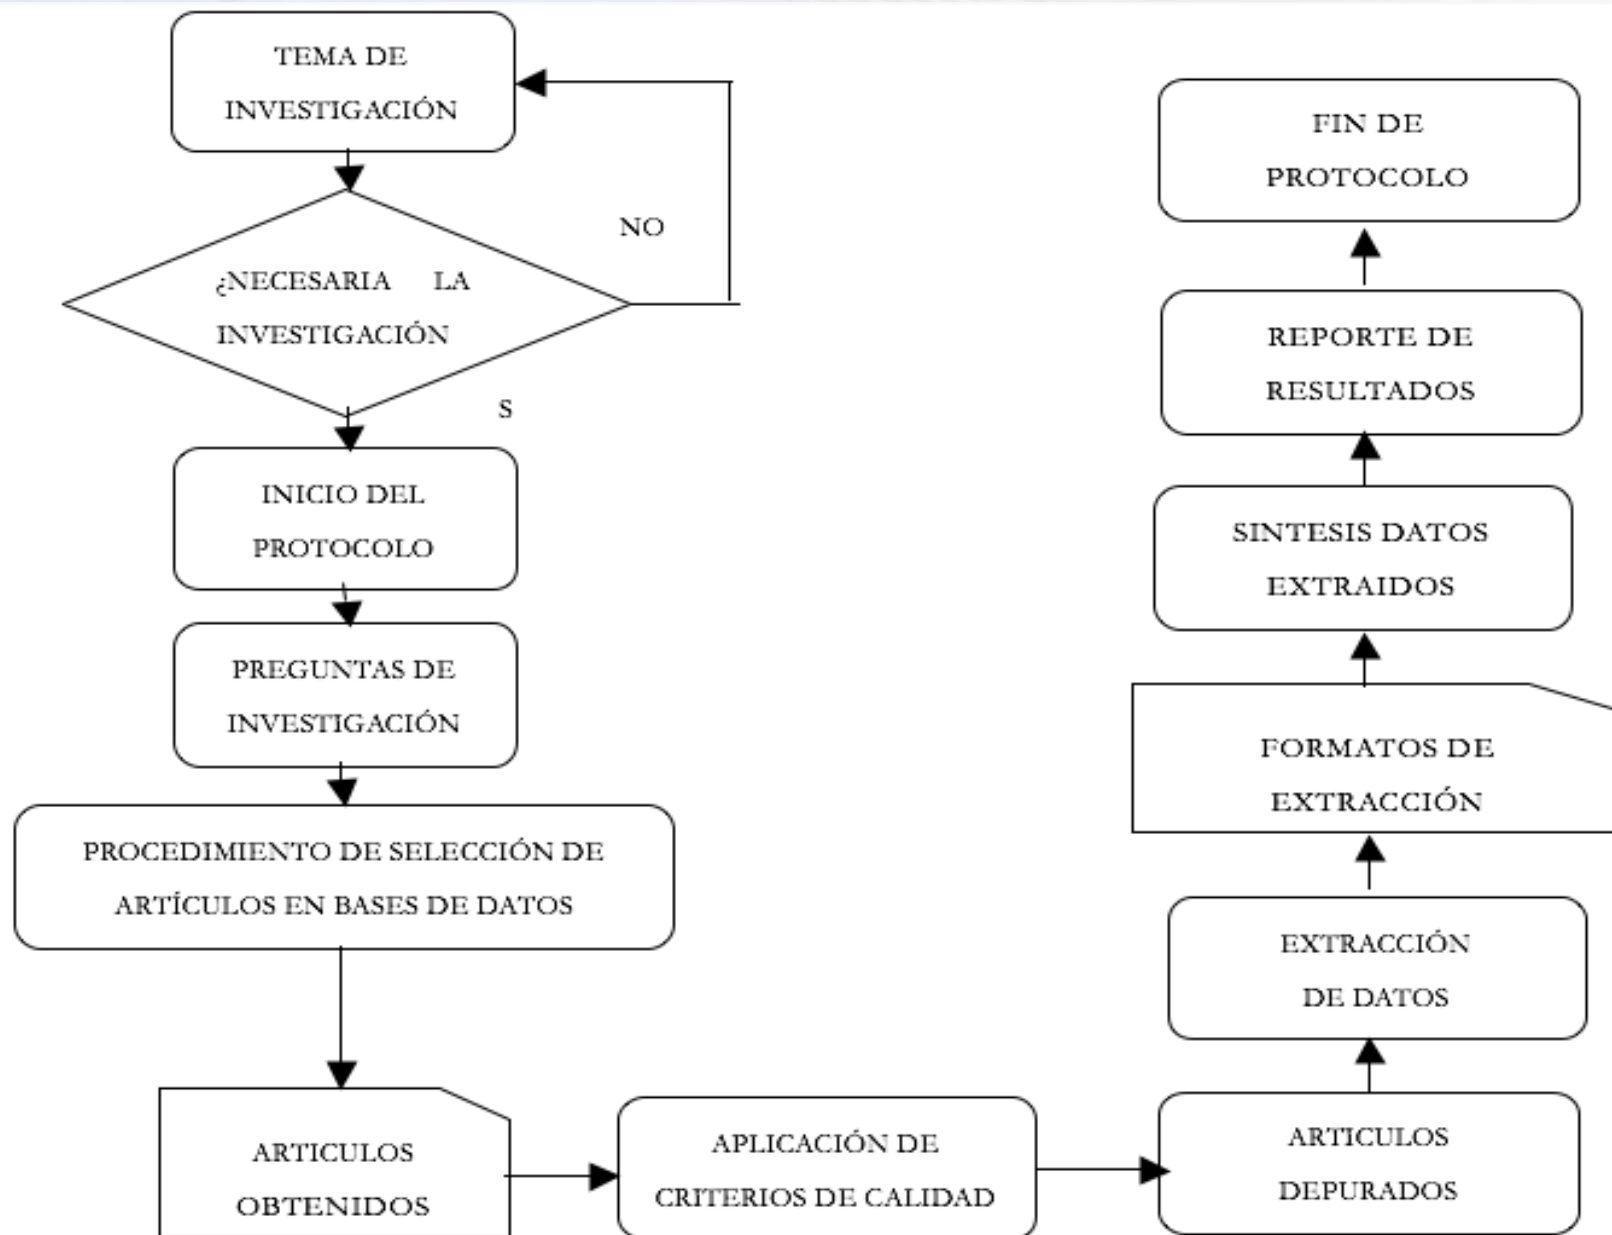 TEMA DE
INVESTIGACIÓN
NO
¿NECESARIA LA
INVESTIGACIÓN
S
INICIO DEL
PROTOCOLO
PREGUNTAS DE
INVESTIGACIÓN
PROCEDIMIENTO DE SELECCIÓN DE
ARTÍCULOS EN BASES DE DATOS
ARTICULOS
OBTENIDOS
APLICACIÓN DE
CRITERIOS DE CALIDAD
ARTICULOS
DEPURADOS
EXTRACCIÓN
DE DATOS
FORMATOS DE
EXTRACCIÓN
SINTESIS DATOS
EXTRAIDOS
REPORTE DE
RESULTADOS
FIN DE
PROTOCOLO